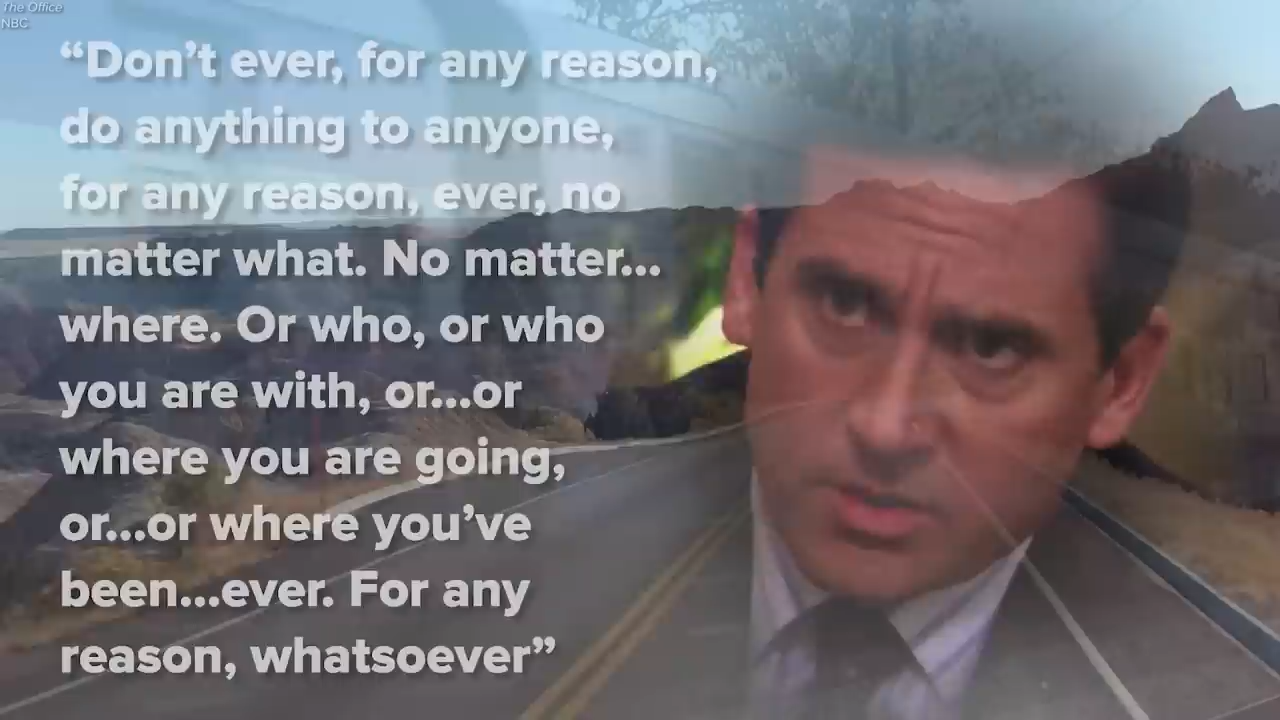 The Office
NBC
“Don’t ever, for any reason,
do anything to anyone,
for any reason, ever, no
matter what. No matter...
where. Or who, or who
you are with, or...or
where you are going,
or...or where you’ve
been...ever. For any
reason, whatsoever”